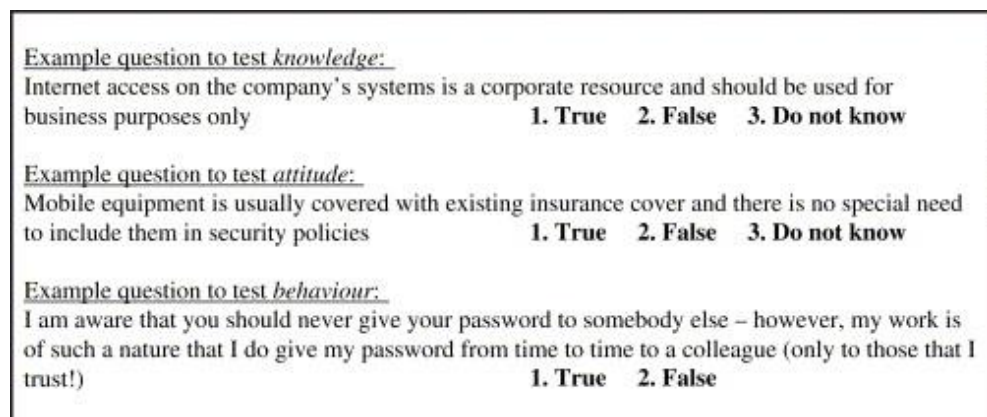 Example question to test knowledge:
Internet access on the company's systems is a corporate resource and should be used for
business purposes only 1. True 2. False 3. Do not know
Example question to test attitude:
Mobile equipment is usually covered with existing insurance cover and there is no special need
to include them in security policies 1. True 2. False 3. Do not know
Example question to test behaviour:
I am aware that you should never give your password to somebody else – however, my work is
of such a nature that I do give my password from time to time to a colleague (only to those that I
trust!) 1. True 2. False